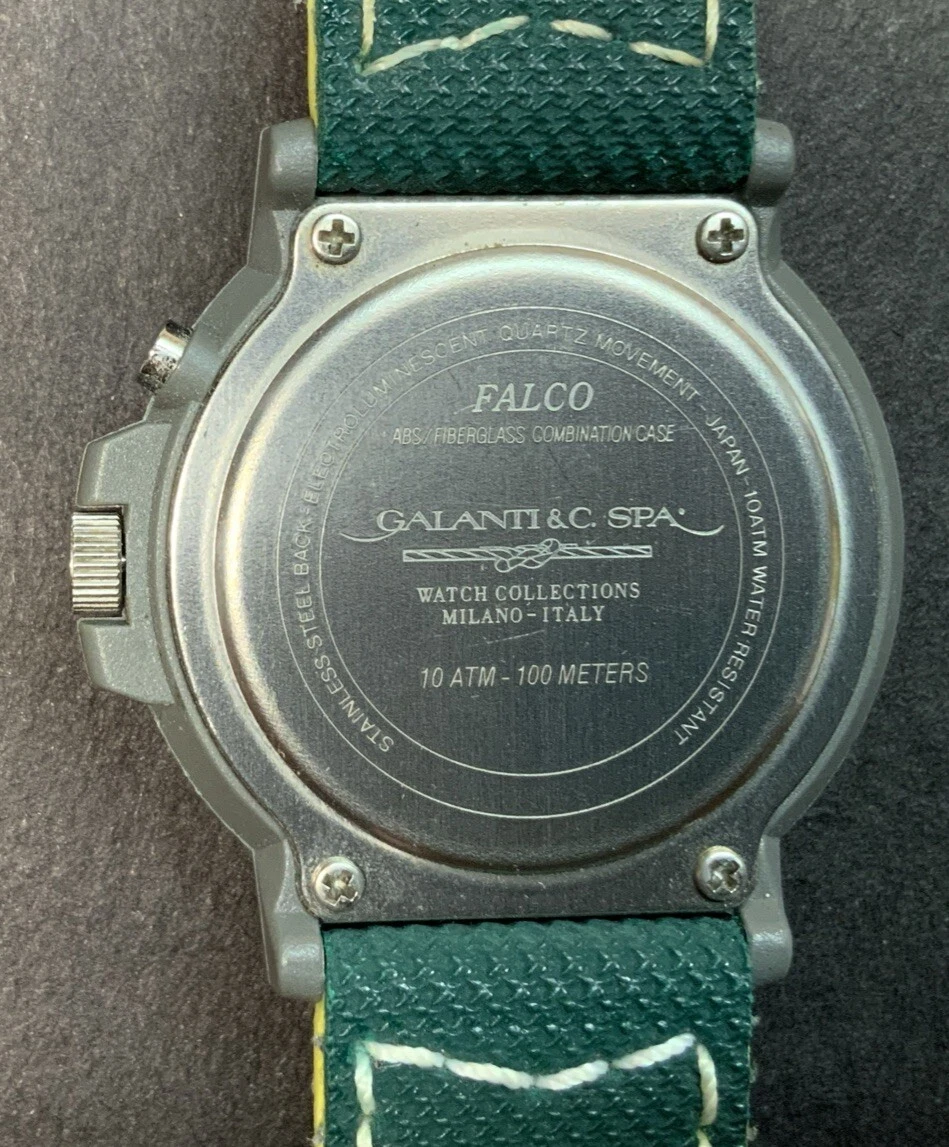 STAINLESS STEEL BACK - ELECTROLUMINESCENT QUARTZ MOVEMENT - JAPAN - 10ATM WATER RESISTANT
FALCO
ABS/FIBERGLASS COMBINATION CASE
GALANTI & C. SPA
WATCH COLLECTIONS
MILANO - ITALY
10 ATM - 100 METERS